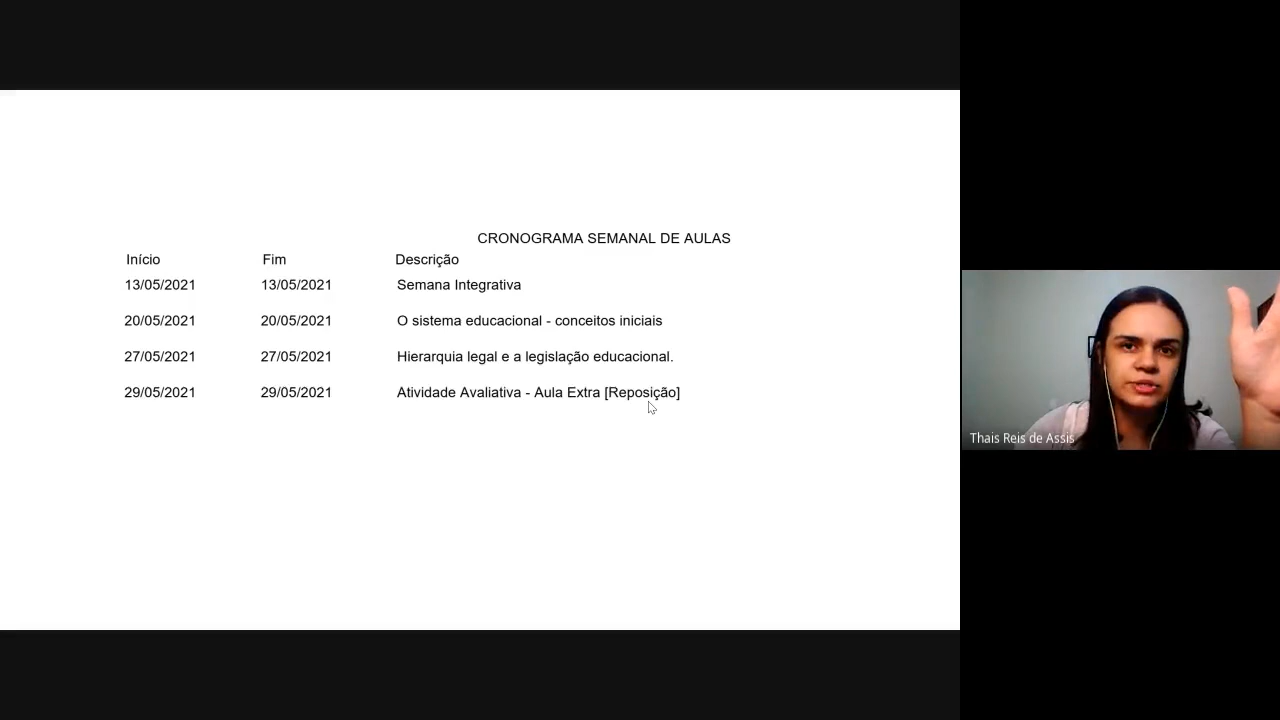 CRONOGRAMA SEMANAL DE AULAS
Início Fim Descrição
13/05/2021 13/05/2021 Semana Integrativa
20/05/2021 20/05/2021 O sistema educacional - conceitos iniciais
27/05/2021 27/05/2021 Hierarquia legal e a legislação educacional.
29/05/2021 29/05/2021 Atividade Avaliativa - Aula Extra [Reposição]
Thais Reis de Assis